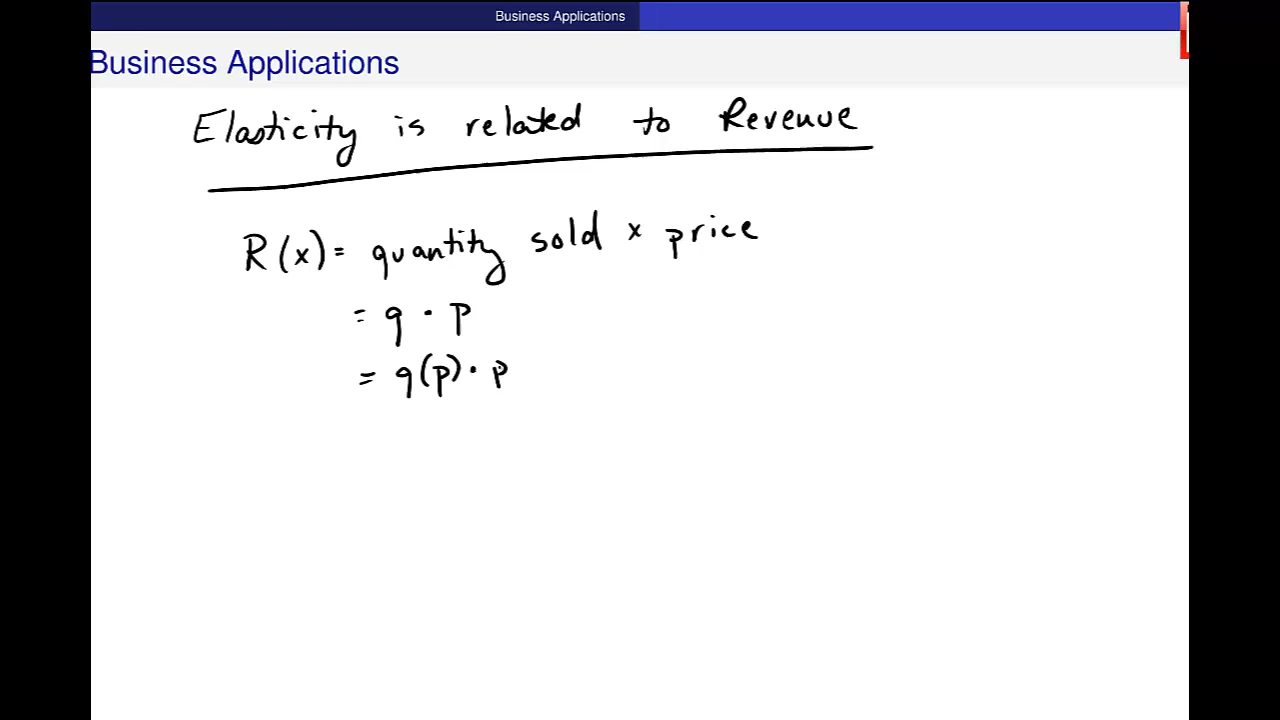 Business Applications
Business Applications
Elasticity is related to Revenue
R(x) = quantity sold x price
= q · p
= q(p) · p